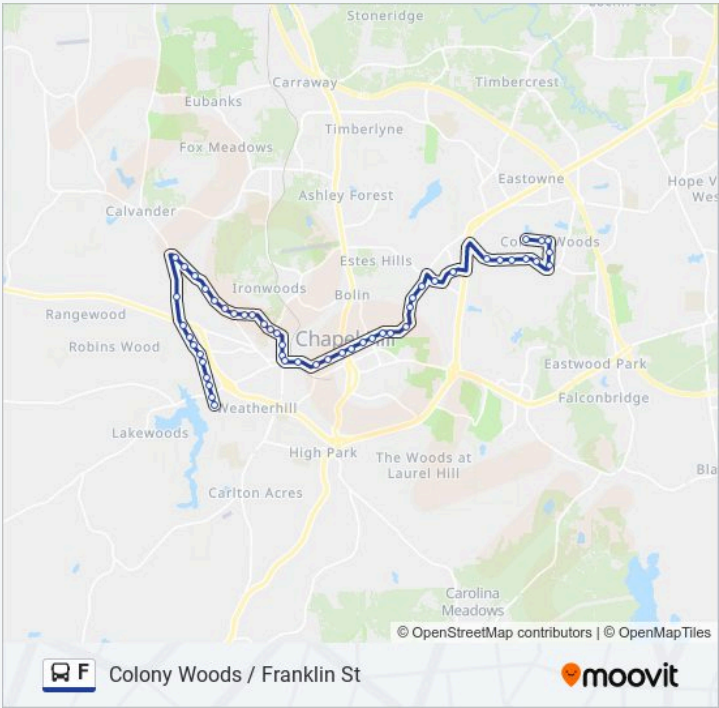 Stoneridge
Carraway
Timbercrest
Eubanks
Timberlyne
Fox Meadows
Eastowne
Hope V
Wes
Ashley Forest
Calvander
Colony Woods
Estes Hills
Ironwoods
Bolin
Rangewood
Chapel Hill
Robins Wood
Eastwood Park
Falconbridge
Weatherhill
Lakewoods
High Park
The Woods at
Laurel Hill
Bla
Carlton Acres
Carolina
Meadows
© OpenStreetMap contributors | © OpenMapTiles
F Colony Woods / Franklin St
moovit